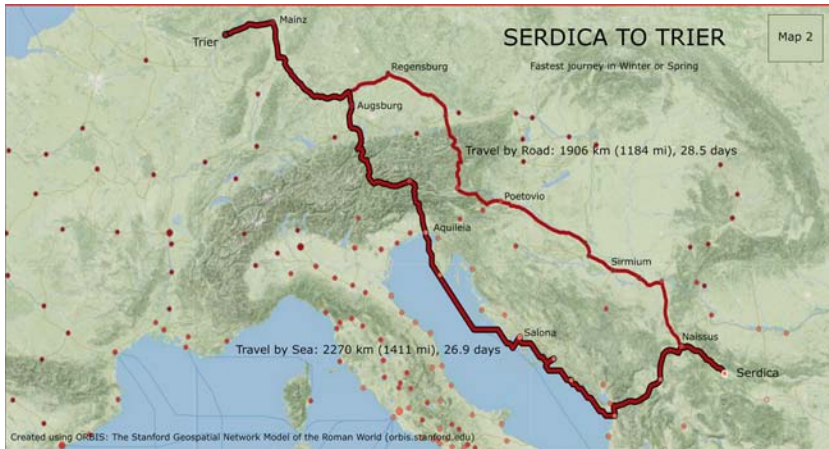 SERDICA TO TRIER
Map 2
Fastest journey in Winter or Spring
Mainz
Trier
Regensburg
Augsburg
Travel by Road: 1906 km (1184 mi), 28.5 days
Poetovio
Aquileia
Sirmium
Salona
Naissus
Travel by Sea: 2270 km (1411 mi), 26.9 days
Serdica
Created using ORBIS: The Stanford Geospatial Network Model of the Roman World (orbis.stanford.edu)